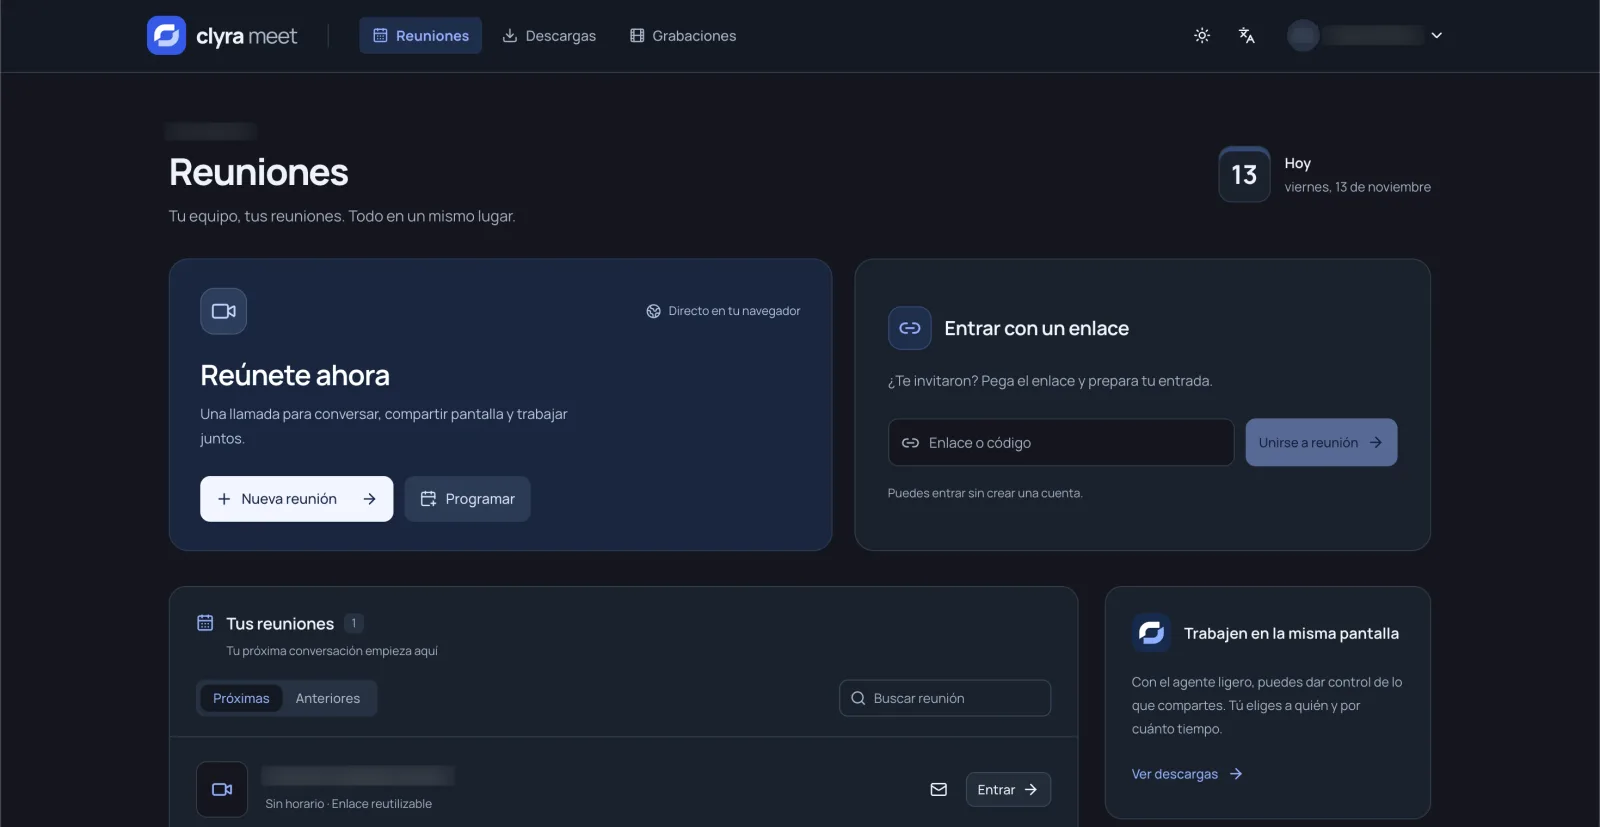 clyra meet
Reuniones
Descargas
Grabaciones
Reuniones
Tu equipo, tus reuniones. Todo en un mismo lugar.
13
Hoy
viernes, 13 de noviembre
Directo en tu navegador
Reúnete ahora
Una llamada para conversar, compartir pantalla y trabajar
juntos.
Nueva reunión
Programar
Entrar con un enlace
¿Te invitaron? Pega el enlace y prepara tu entrada.
Enlace o código
Unirse a reunión
Puedes entrar sin crear una cuenta.
Tus reuniones 1
Tu próxima conversación empieza aquí
Próximas
Anteriores
Buscar reunión
Sin horario · Enlace reutilizable
Entrar
Trabajen en la misma pantalla
Con el agente ligero, puedes dar control de lo
que compartes. Tú eliges a quién y por
cuánto tiempo.
Ver descargas